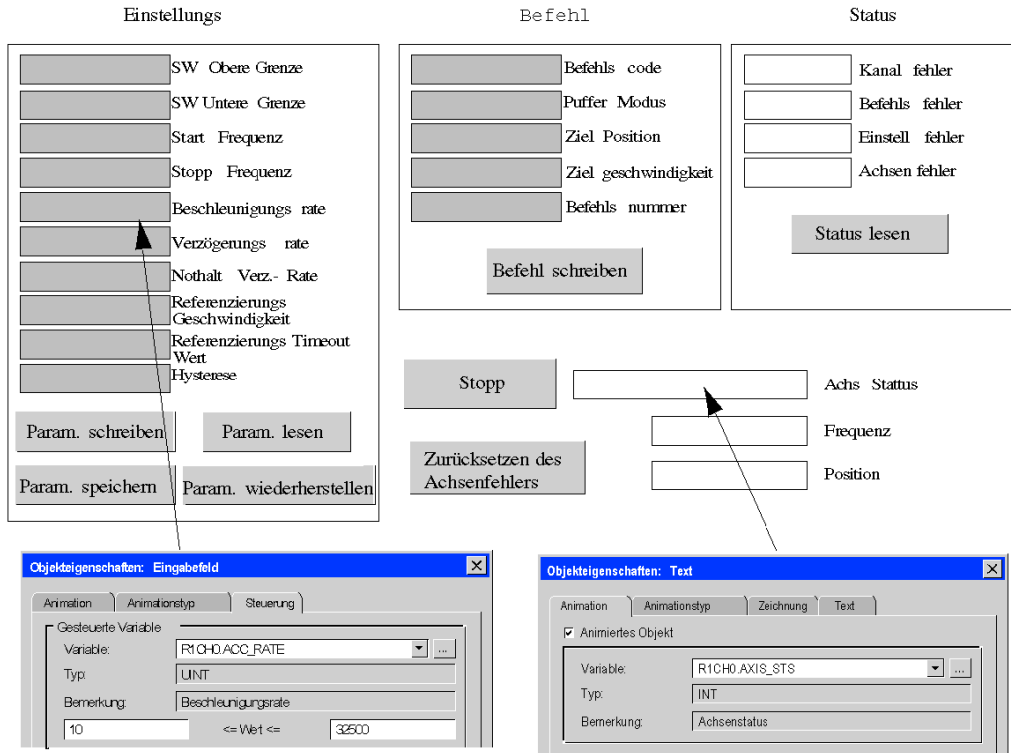 Einstellungs
Befehl
Status
SW Obere Grenze
SW Untere Grenze
Start Frequenz
Stopp Frequenz
Beschleunigungs rate
Verzögerungs rate
Nothalt Verz.- Rate
Referenzierungs
Geschwindigkeit
Referenzierungs Timeout
Wert
Hysterese
Param. schreiben
Param. lesen
Param. speichern
Param. wiederherstellen
Befehls code
Puffer Modus
Ziel Position
Ziel geschwindigkeit
Befehls nummer
Befehl schreiben
Kanal fehler
Befehls fehler
Einstell fehler
Achsen fehler
Status lesen
Stopp
Achs Stattus
Frequenz
Zurücksetzen des
Achsenfehlers
Position
Objekteigenschaften: Eingabefeld
Animation
Animationstyp
Steuerung
Gesteuerte Variable
Variable:
R1CH0.ACC_RATE
...
Typ:
UINT
Bemerkung:
Beschleunigungsrate
10
<= Wert <=
32500
Objekteigenschaften: Text
Animation
Animationstyp
Zeichnung
Text
Animiertes Objekt
Variable:
R1CH0.AXIS_STS
...
Typ:
INT
Bemerkung:
Achsenstatus